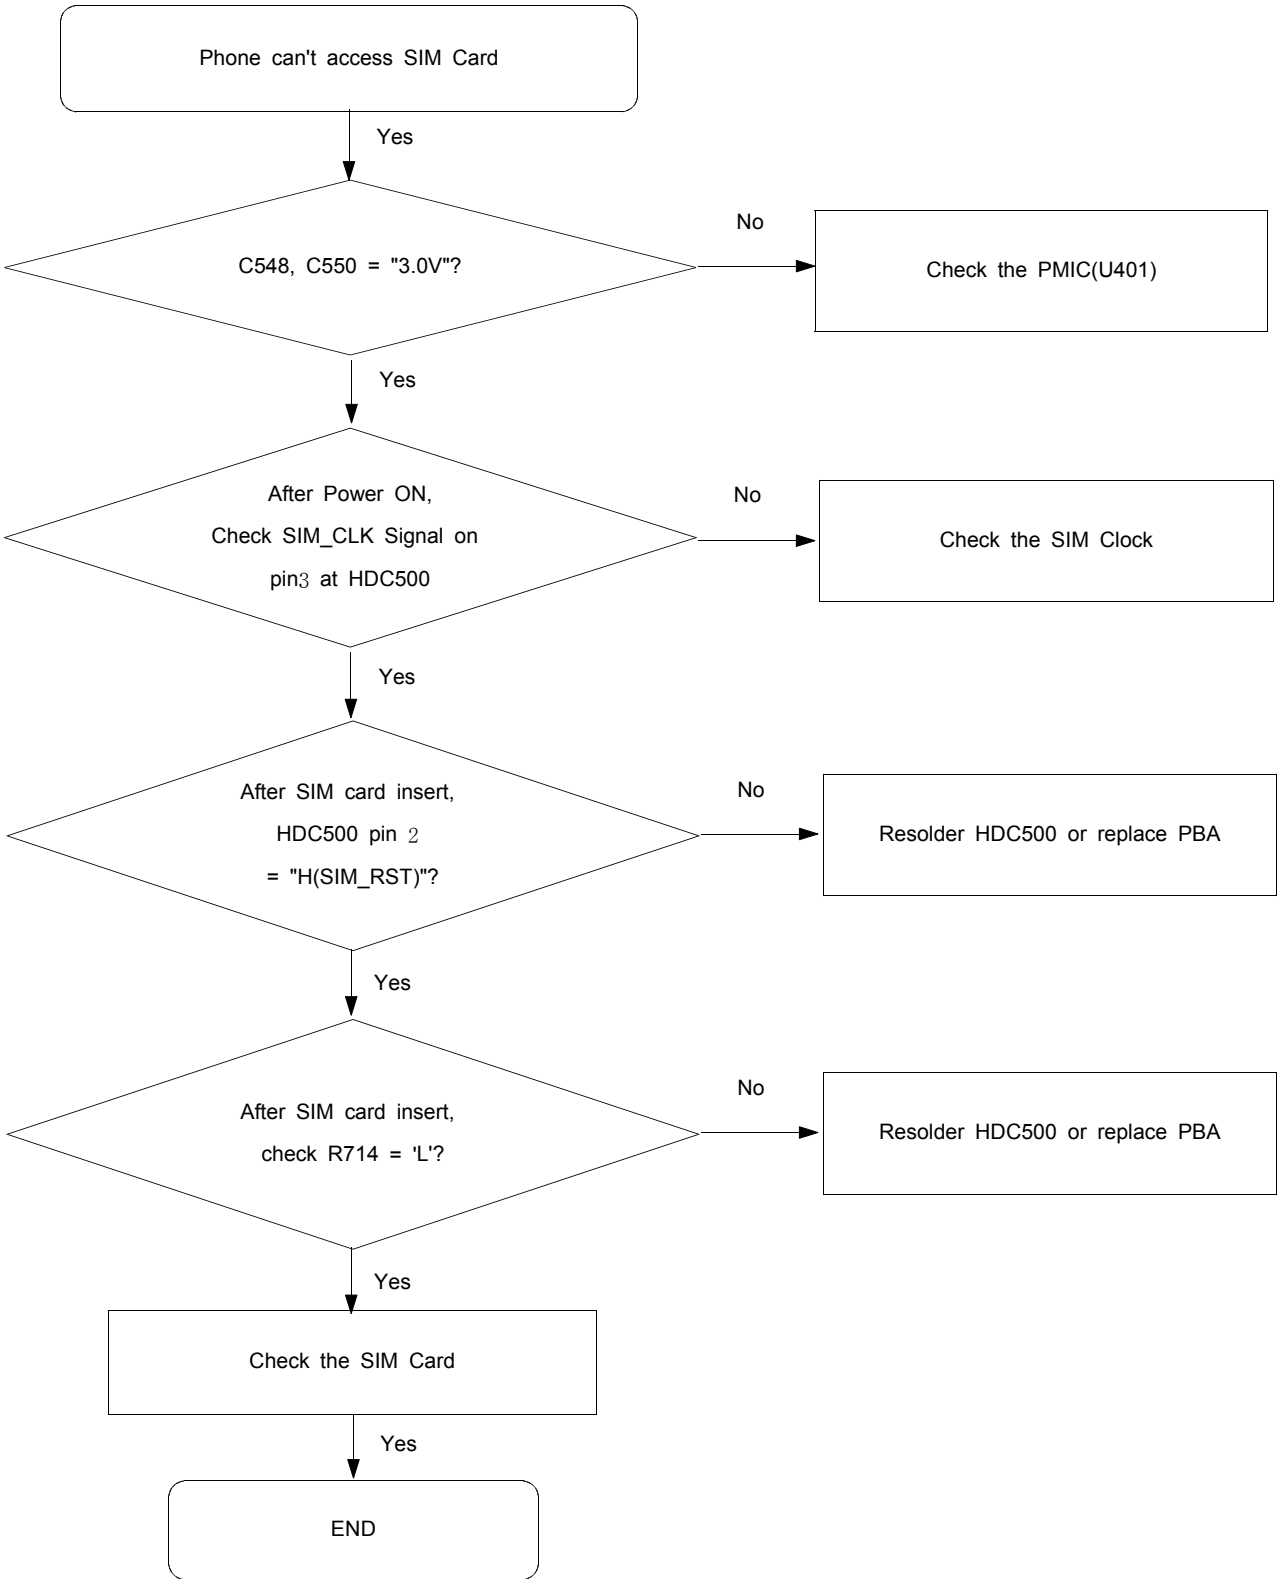 Phone can't access SIM Card
Yes
C548, C550 = "3.0V"?
No
Check the PMIC(U401)
Yes
After Power ON,
Check SIM_CLK Signal on
pin3 at HDC500
No
Check the SIM Clock
Yes
After SIM card insert,
HDC500 pin 2
= "H(SIM_RST)"?
No
Resolder HDC500 or replace PBA
Yes
After SIM card insert,
check R714 = 'L'?
No
Resolder HDC500 or replace PBA
Yes
Check the SIM Card
Yes
END